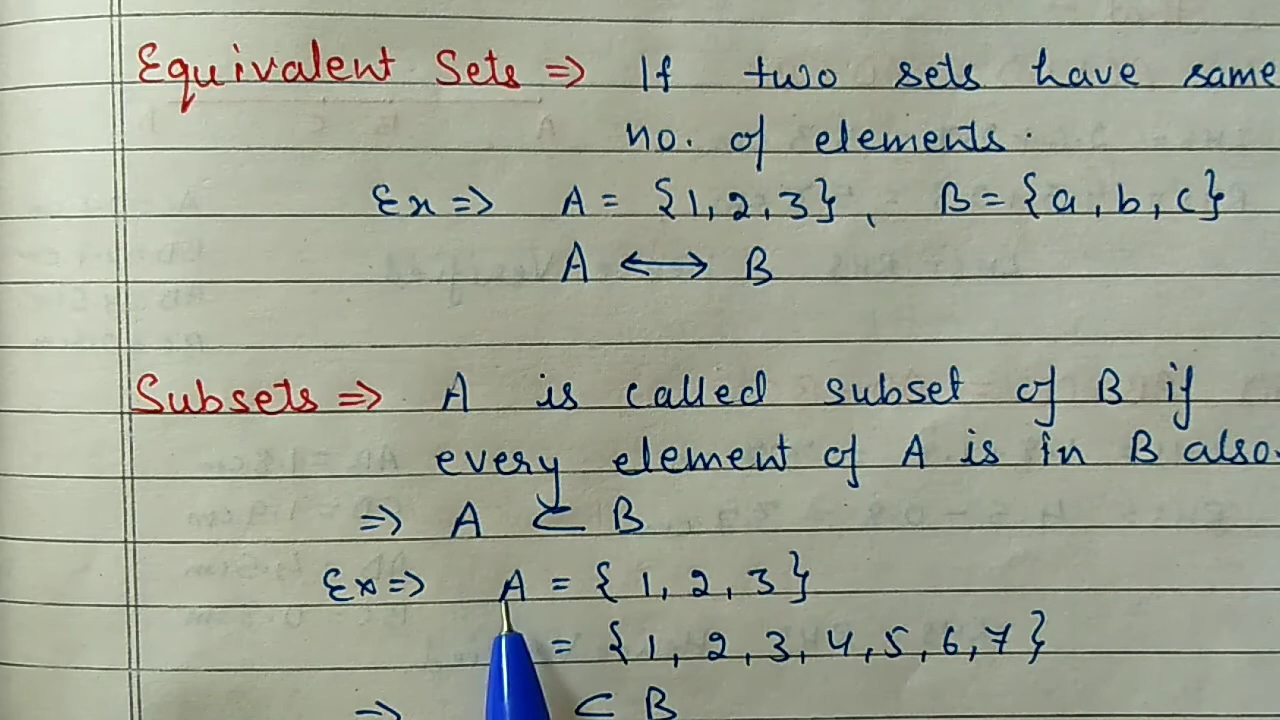 Equivalent Sets => If two sets have same
no. of elements.
Ex => A = {1, 2, 3}, B = {a, b, c}
A ↔ B
Subsets => A is called subset of B if
every element of A is in B also.
=> A ⊂ B
Ex => A = {1, 2, 3}
= {1, 2, 3, 4, 5, 6, 7}
=> ⊂ B